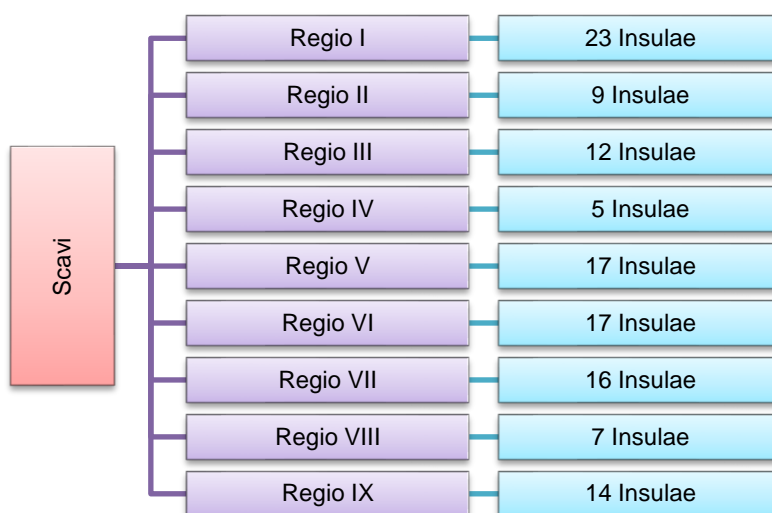 Scavi
Regio I
23 Insulae
Regio II
9 Insulae
Regio III
12 Insulae
Regio IV
5 Insulae
Regio V
17 Insulae
Regio VI
17 Insulae
Regio VII
16 Insulae
Regio VIII
7 Insulae
Regio IX
14 Insulae